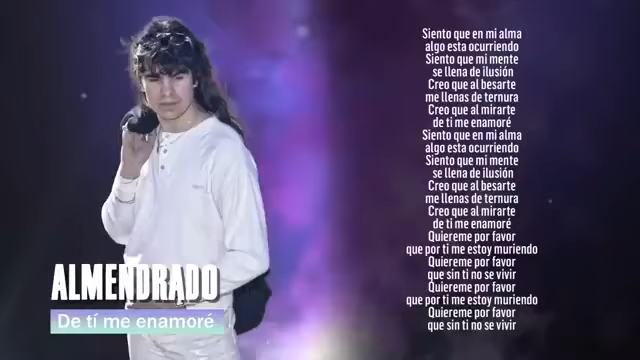 ALMENDRADO
De tí me enamoré
Siento que en mi alma
algo esta ocurriendo
Siento que mi mente
se llena de ilusión
Creo que al besarte
me llenas de ternura
Creo que al mirarte
de ti me enamoré
Siento que en mi alma
algo esta ocurriendo
Siento que mi mente
se llena de ilusión
Creo que al besarte
me llenas de ternura
Creo que al mirarte
de ti me enamoré
Quiereme por favor
que por ti me estoy muriendo
Quiereme por favor
que sin ti no se vivir
Quiereme por favor
que por ti me estoy muriendo
Quiereme por favor
que sin ti no se vivir